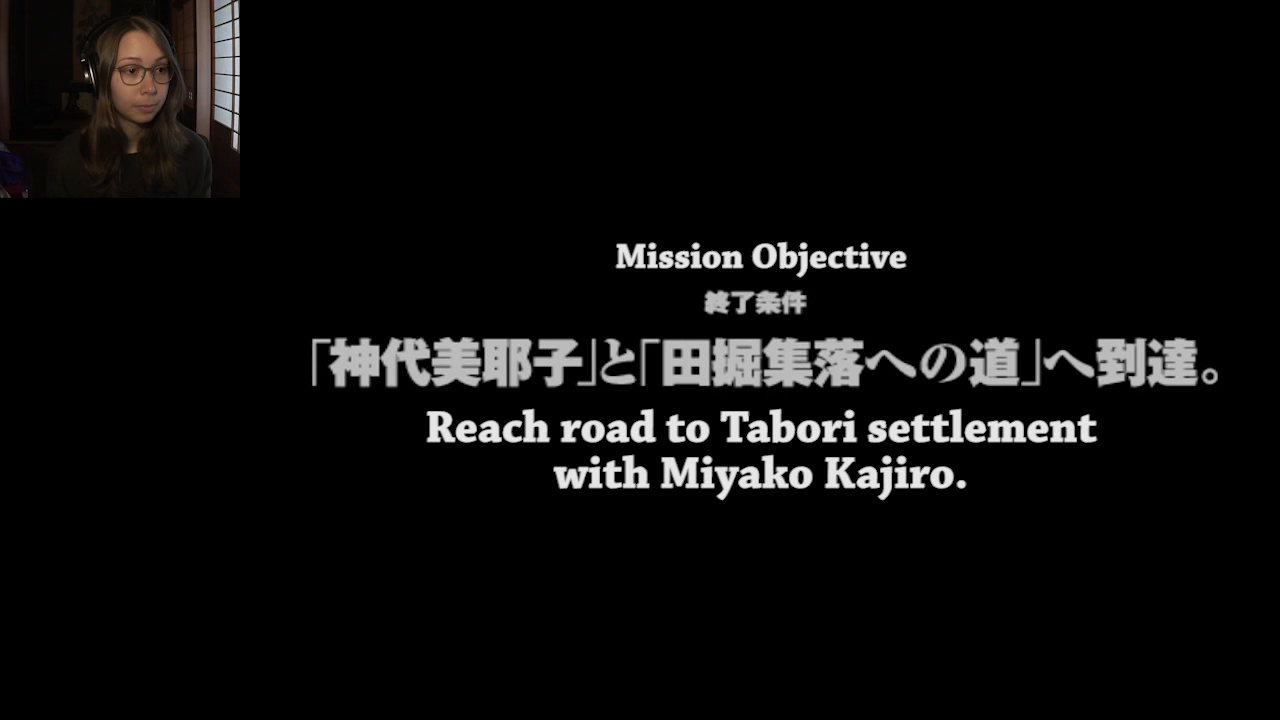 Mission Objective
終了条件
「神代美耶子」と「田掘集落への道」へ到達。
Reach road to Tabori settlement
with Miyako Kajiro.